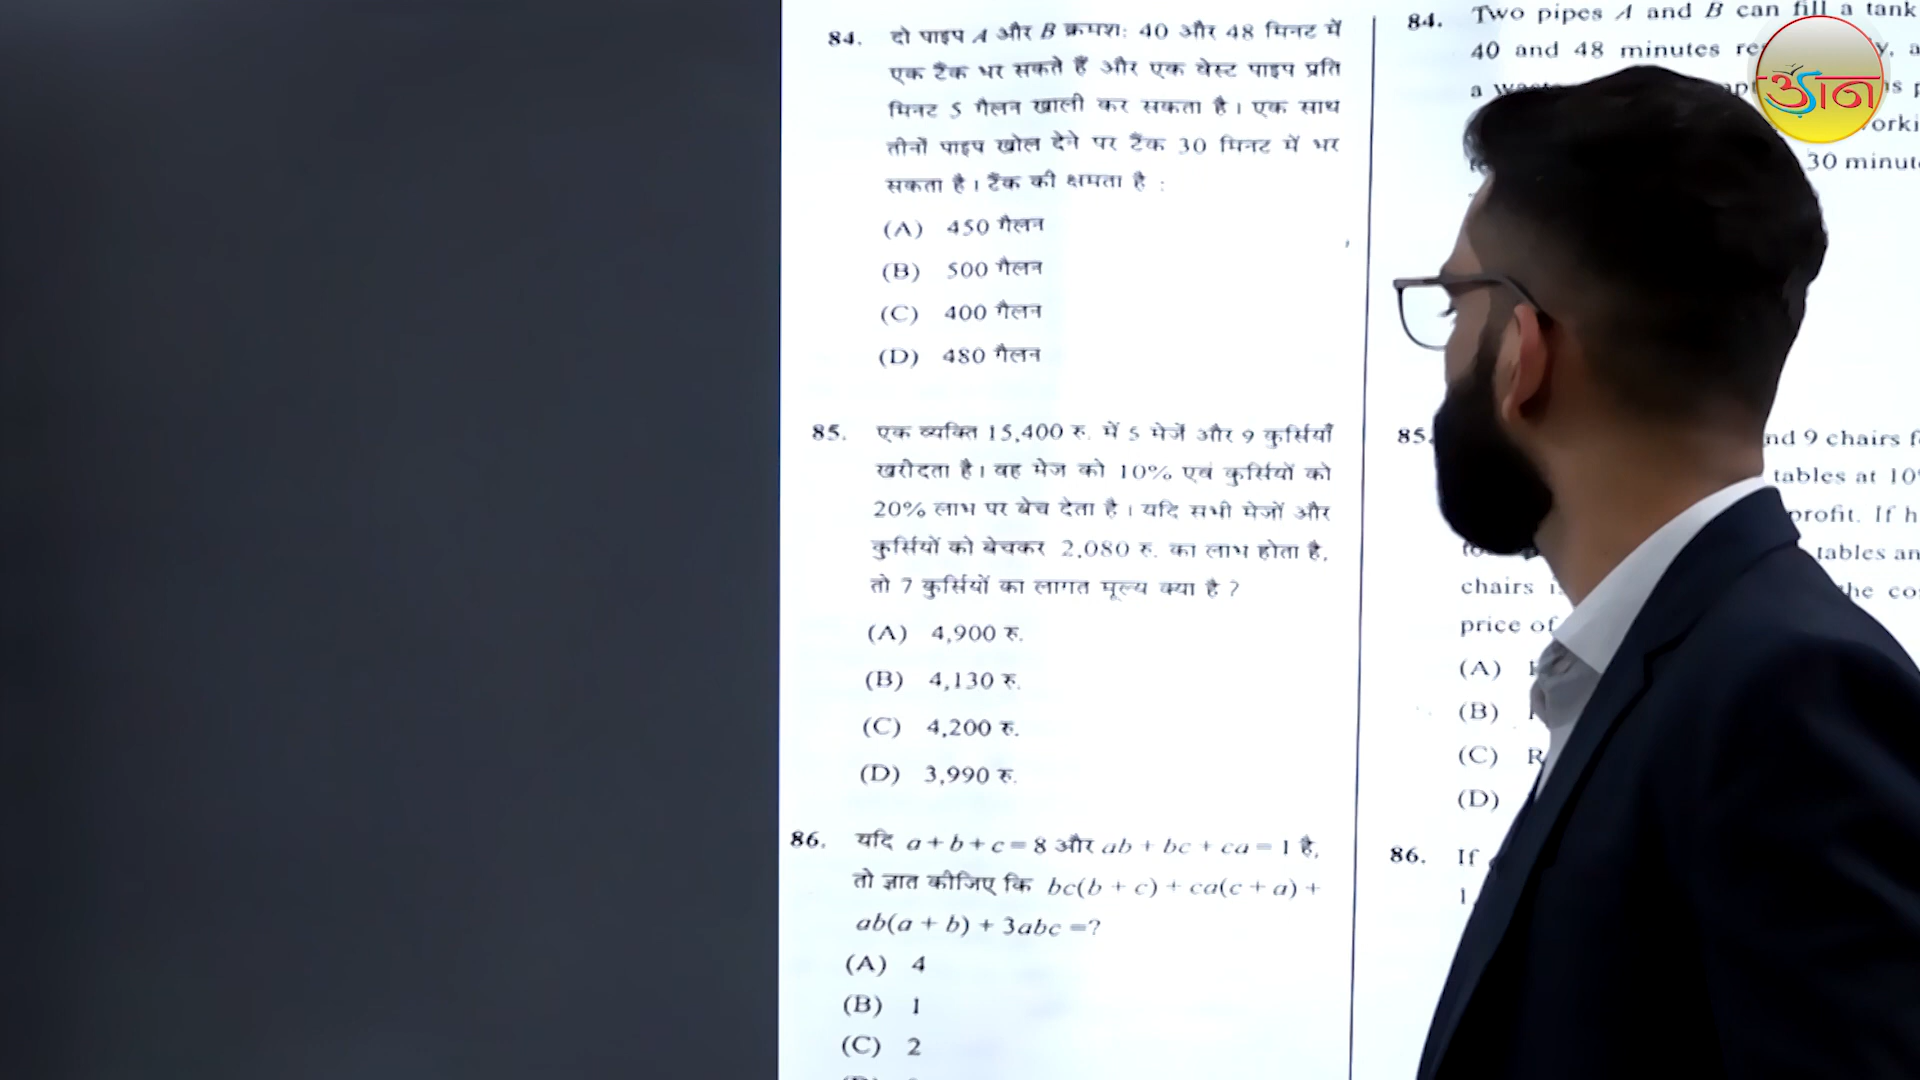 84. दो पाइप A और B क्रमश: 40 और 48 मिनट में
एक टैंक भर सकते हैं और एक वेस्ट पाइप प्रति
मिनट 5 गैलन खाली कर सकता है। एक साथ
तीनों पाइप खोल देने पर टैंक 30 मिनट में भर
सकता है। टैंक की क्षमता है :
(A) 450 गैलन
(B) 500 गैलन
(C) 400 गैलन
(D) 480 गैलन
85. एक व्यक्ति 15,400 रु. में 5 मेजें और 9 कुर्सियाँ
खरीदता है। वह मेज को 10% एवं कुर्सियों को
20% लाभ पर बेच देता है। यदि सभी मेजों और
कुर्सियों को बेचकर 2,080 रु. का लाभ होता है,
तो 7 कुर्सियों का लागत मूल्य क्या है ?
(A) 4,900 रु.
(B) 4,130 रु.
(C) 4,200 रु.
(D) 3,990 रु.
86. यदि a + b + c = 8 और ab + bc + ca = 1 है,
तो ज्ञात कीजिए कि bc(b + c) + ca(c + a) +
ab(a + b) + 3abc =?
(A) 4
(B) 1
(C) 2
84. Two pipes A and B can fill a tank
40 and 48 minutes
a
30
85.
nd 9 chairs
tables at
profit. If
tables
chairs
price of
(A)
(B)
(C)
(D)
86. If
1,
उड़ान